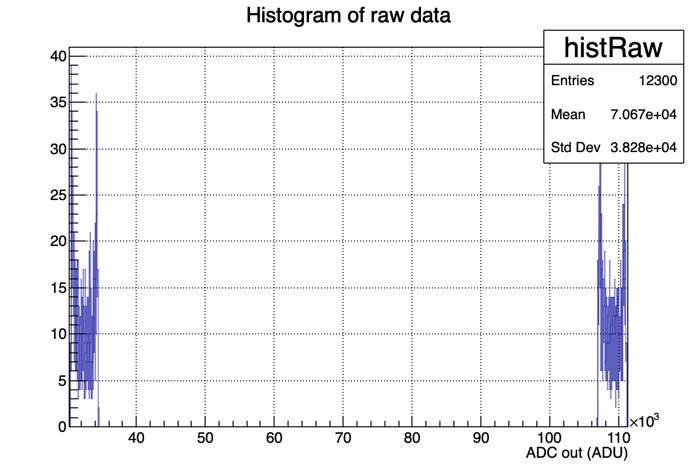 Histogram of raw data
histRaw
Entries 12300
Mean 7.067e+04
Std Dev 3.828e+04
40
35
30
25
20
15
10
5
0
40 50 60 70 80 90 100 110
×10³
ADC out (ADU)